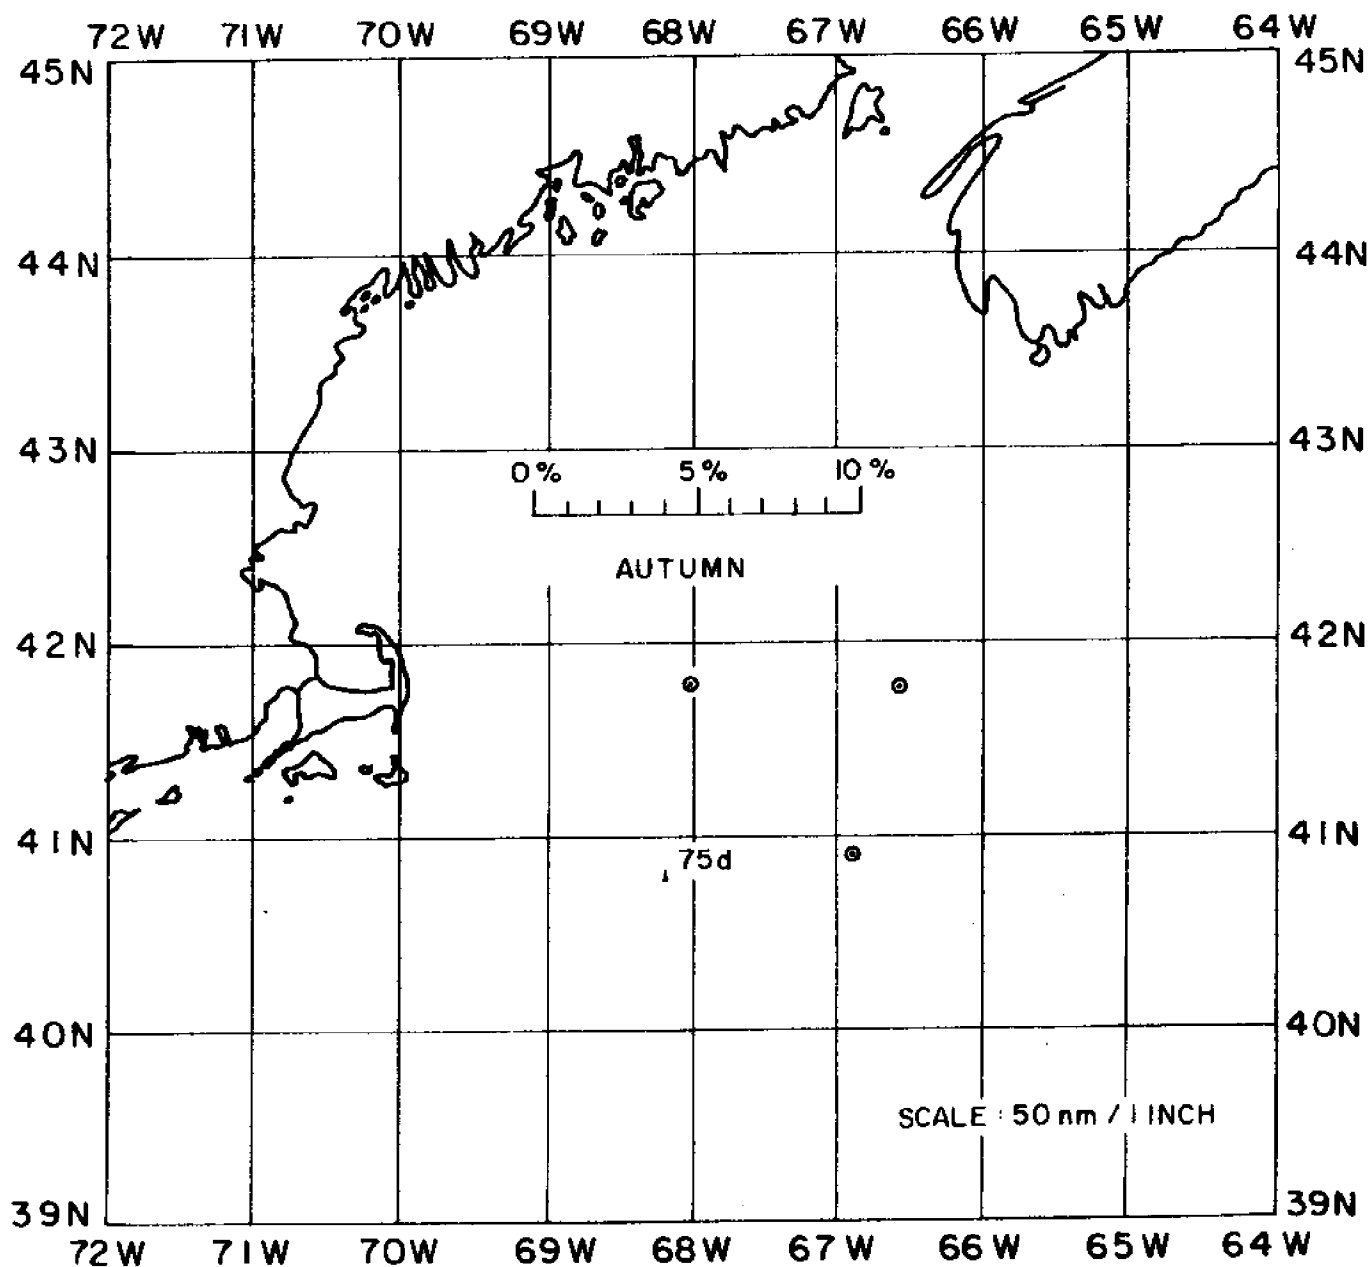 72W 71W 70W 69W 68W 67W 66W 65W 64W
45N 45N
44N 44N
43N 43N
0% 5% 10%
AUTUMN
42N 42N
41N 41N
75d
40N 40N
SCALE : 50 nm / 1 INCH
39N 39N
72W 71W 70W 69W 68W 67W 66W 65W 64W